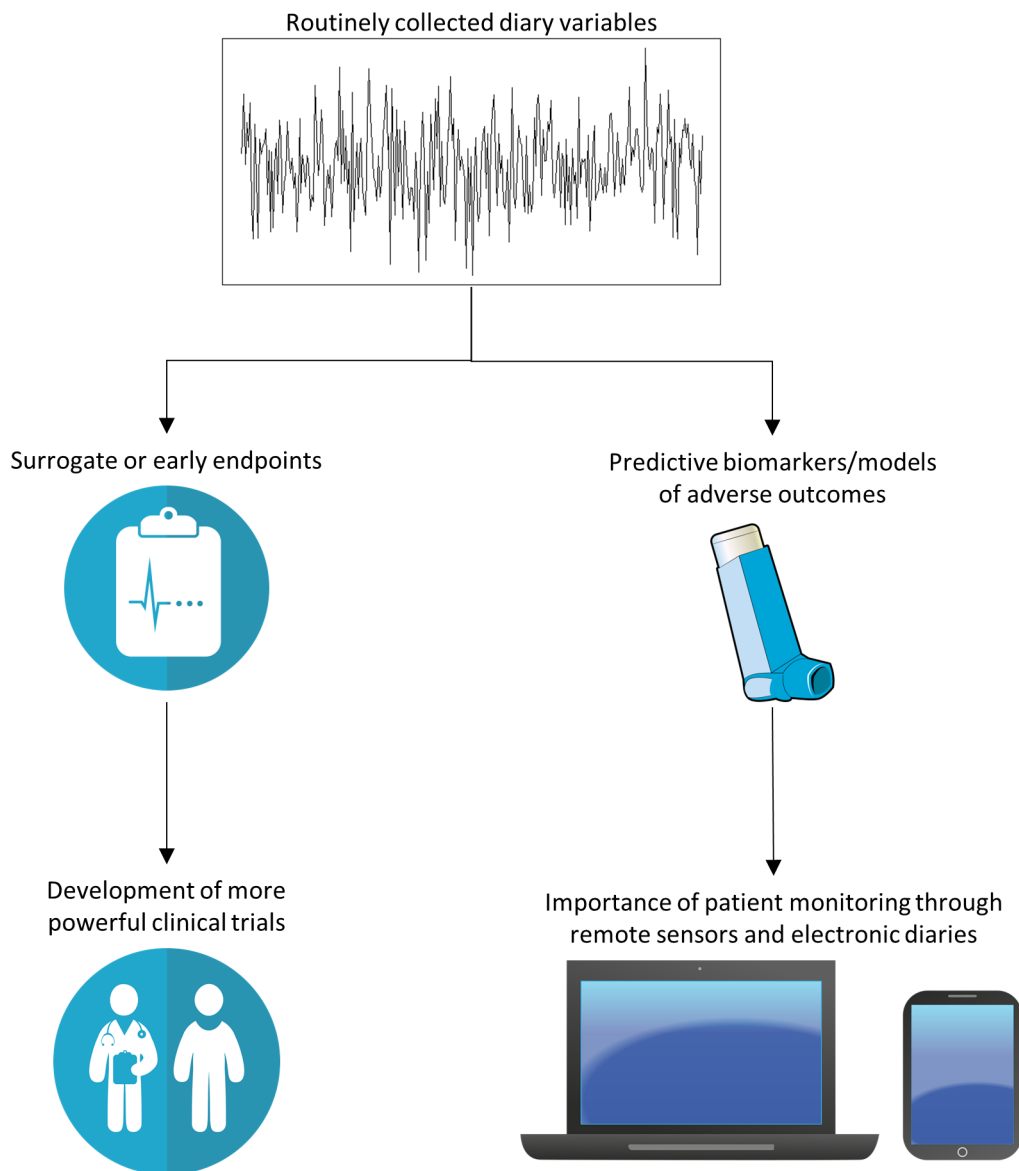 Routinely collected diary variables
Surrogate or early endpoints
Predictive biomarkers/models
of adverse outcomes
Development of more
powerful clinical trials
Importance of patient monitoring through
remote sensors and electronic diaries